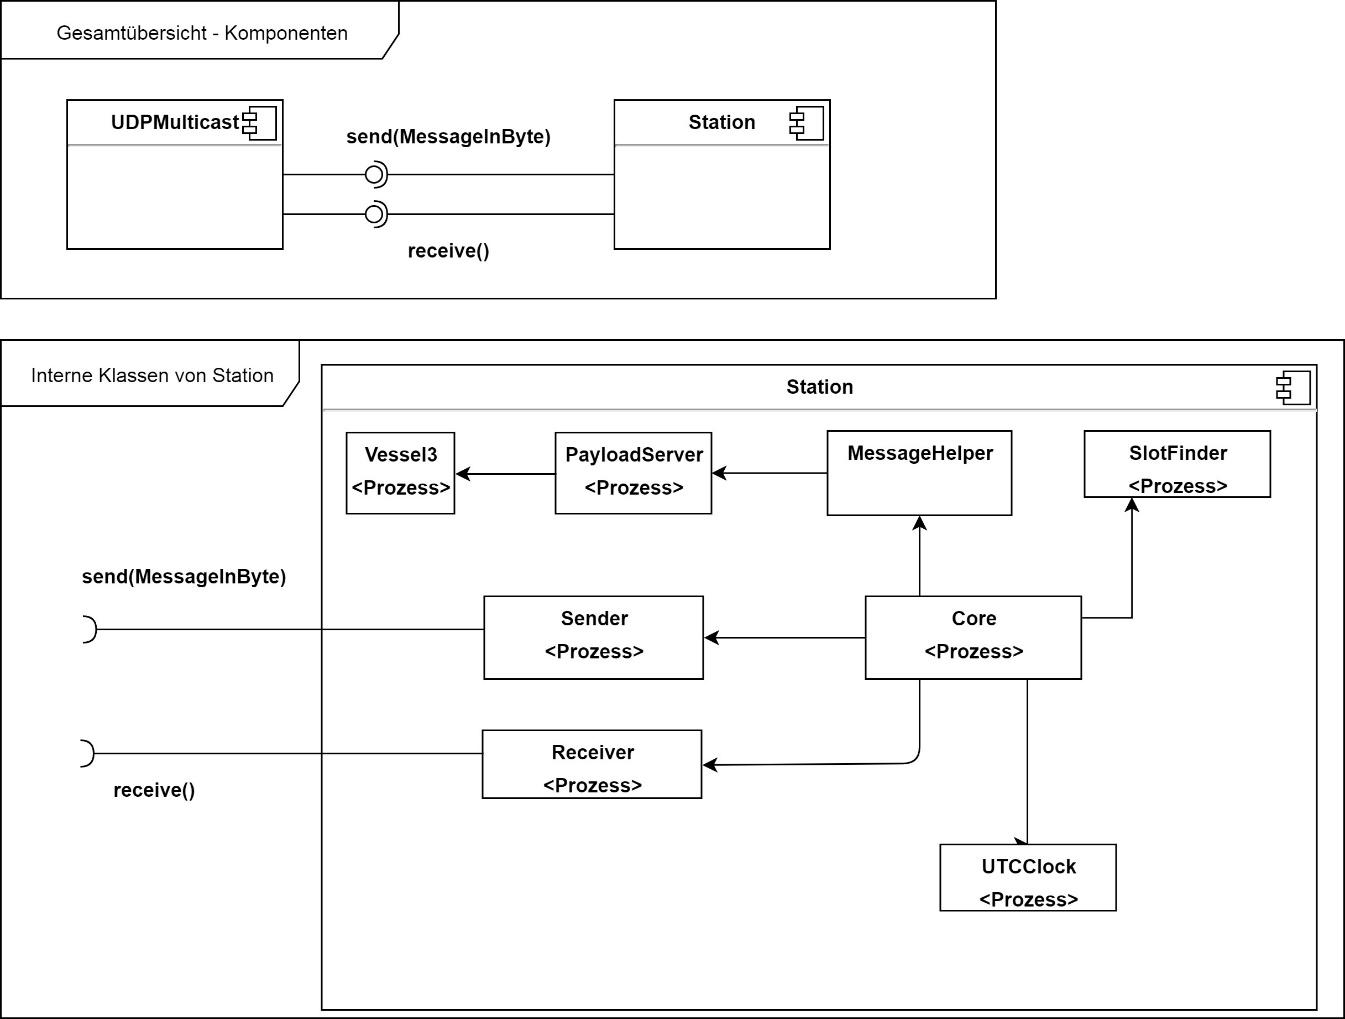 Gesamtübersicht - Komponenten
UDPMulticast
send(MessageInByte)
Station
receive()
Interne Klassen von Station
Station
Vessel3
<Prozess>
PayloadServer
<Prozess>
MessageHelper
SlotFinder
<Prozess>
send(MessageInByte)
Sender
<Prozess>
Core
<Prozess>
receive()
Receiver
<Prozess>
UTCClock
<Prozess>